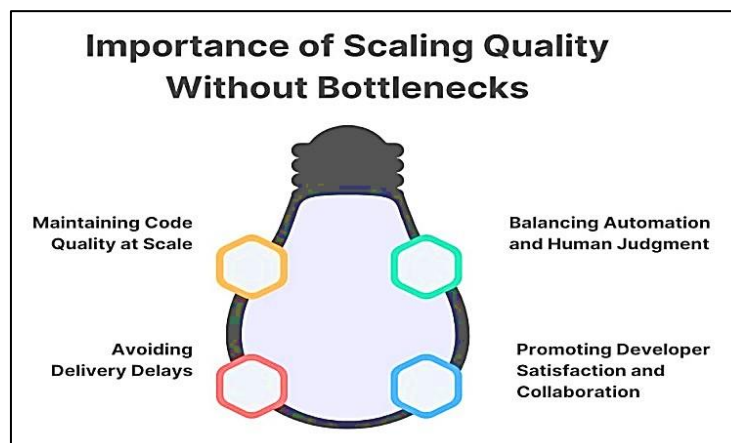 Importance of Scaling Quality
Without Bottlenecks
Maintaining Code
Quality at Scale
Balancing Automation
and Human Judgment
Avoiding
Delivery Delays
Promoting Developer
Satisfaction and
Collaboration